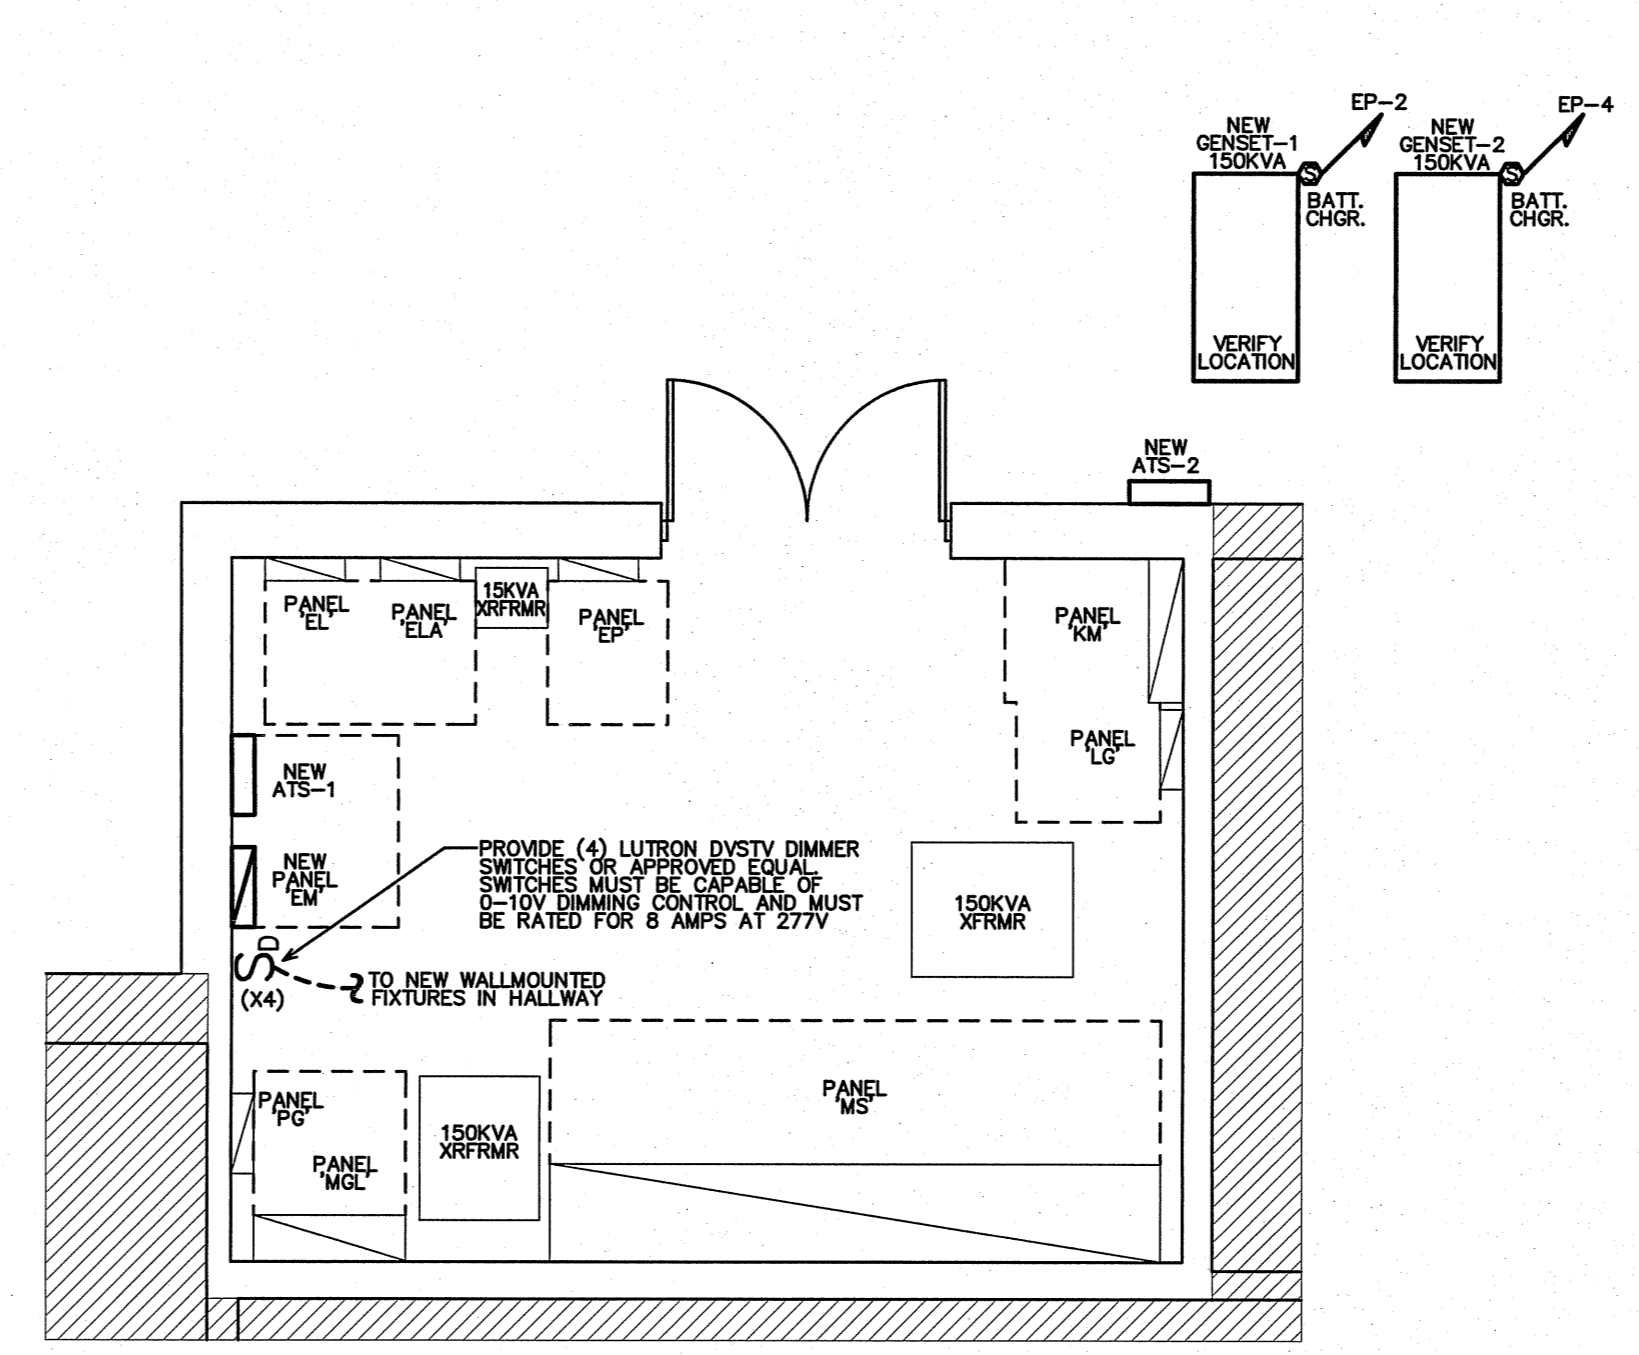 EP-2
EP-4
NEW
GENSET-1
150KVA
NEW
GENSET-2
150KVA
S
BATT.
CHGR.
S
BATT.
CHGR.
VERIFY
LOCATION
VERIFY
LOCATION
NEW
ATS-2
PANEL
'EL'
PANEL
'ELA'
15KVA
XRFRMR
PANEL
'EP'
PANEL
'KM'
PANEL
'LG'
NEW
ATS-1
NEW
PANEL
'EM'
PROVIDE (4) LUTRON DVSTV DIMMER
SWITCHES OR APPROVED EQUAL.
SWITCHES MUST BE CAPABLE OF
0-10V DIMMING CONTROL AND MUST
BE RATED FOR 8 AMPS AT 277V
150KVA
XFRMR
SD
(X4)
TO NEW WALLMOUNTED
FIXTURES IN HALLWAY
PANEL
'PG'
PANEL
'MGL'
150KVA
XRFRMR
PANEL
'MS'